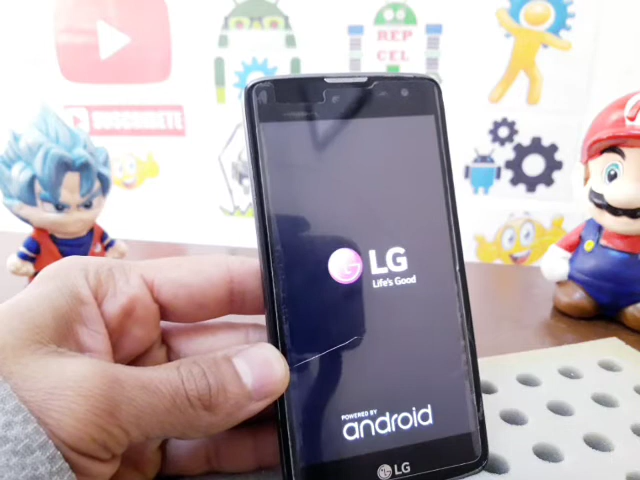 REP
CEL
SUSCRIBETE
LG
Life's Good
POWERED BY
android
LG